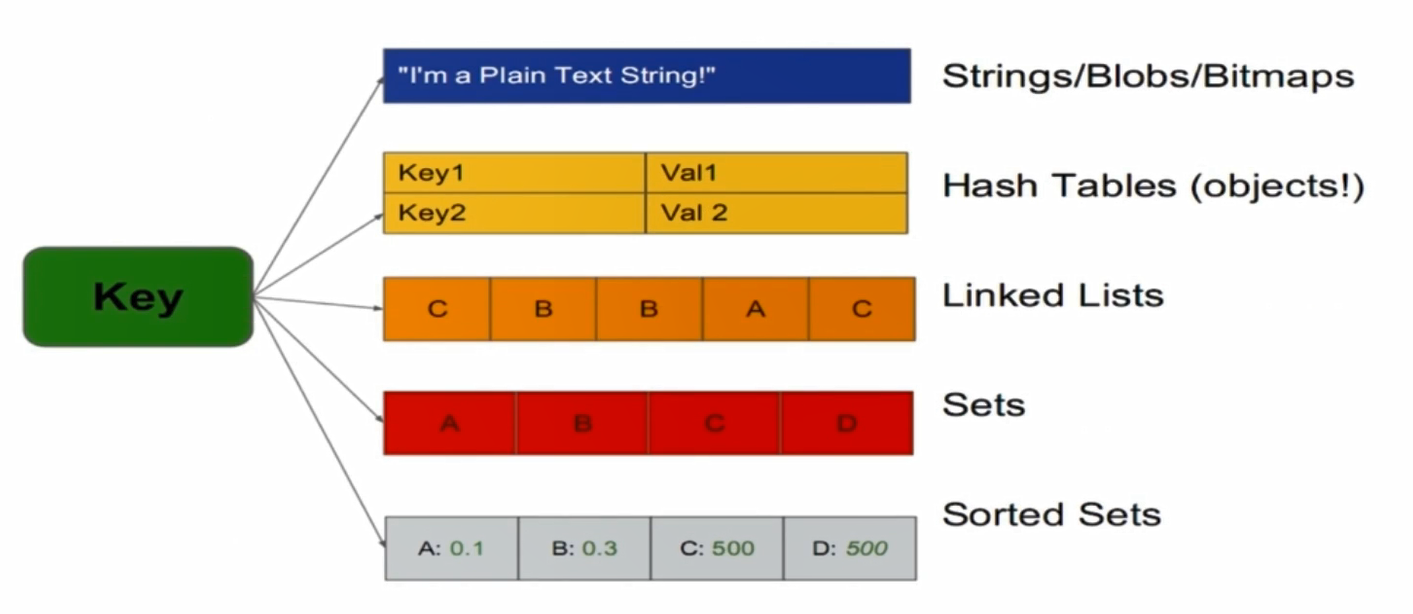 "I'm a Plain Text String!"
Strings/Blobs/Bitmaps
Key1 Val1
Key2 Val 2
Hash Tables (objects!)
Key
C B B A C
Linked Lists
A B C D
Sets
A: 0.1 B: 0.3 C: 500 D: 500
Sorted Sets